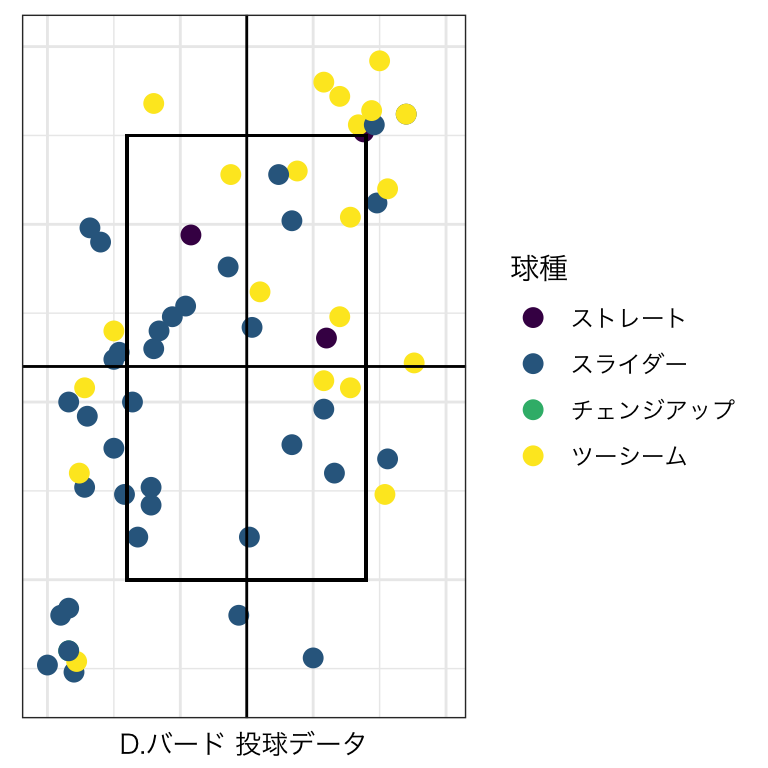 球種
ストレート
スライダー
チェンジアップ
ツーシーム
D.バード 投球データ